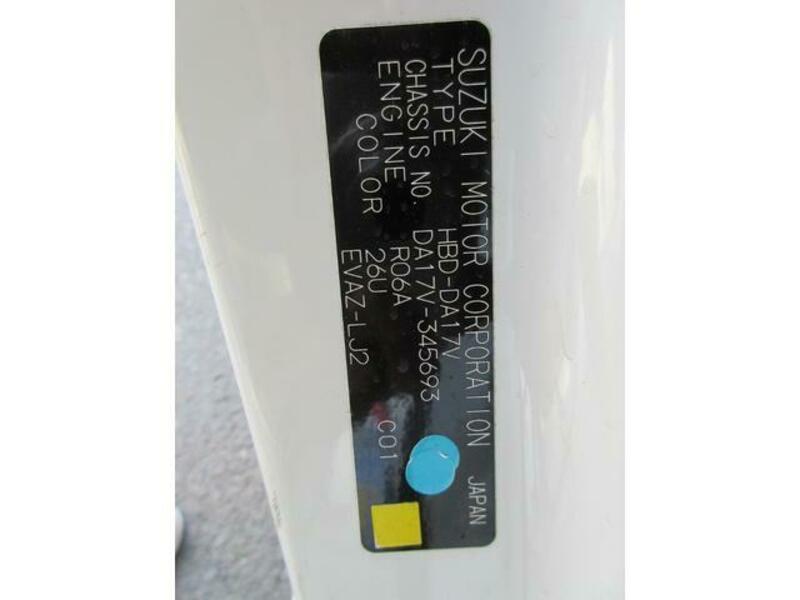 SUZUKI MOTOR CORPORATION JAPAN
TYPE HBD-DA17V
CHASSIS NO. DA17V-345693
ENGINE R06A
COLOR 26U C01
EVAZ-LJ2